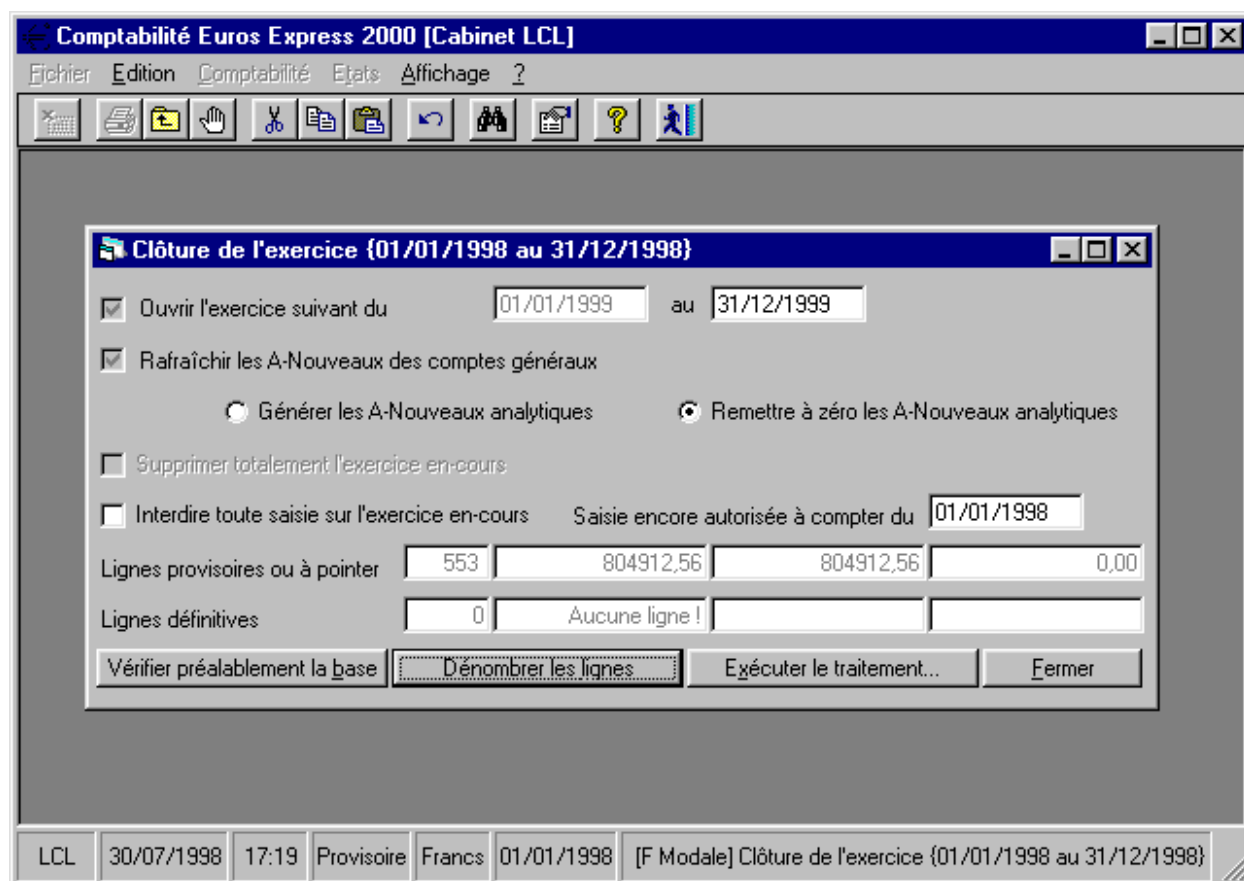 Comptabilité Euros Express 2000 [Cabinet LCL]
Fichier Edition Comptabilité Etats Affichage ?
Clôture de l'exercice {01/01/1998 au 31/12/1998}
Ouvrir l'exercice suivant du 01/01/1999 au 31/12/1999
Rafraîchir les A-Nouveaux des comptes généraux
Générer les A-Nouveaux analytiques Remettre à zéro les A-Nouveaux analytiques
Supprimer totalement l'exercice en-cours
Interdire toute saisie sur l'exercice en-cours Saisie encore autorisée à compter du 01/01/1998
Lignes provisoires ou à pointer 553 804912,56 804912,56 0,00
Lignes définitives 0 Aucune ligne !
Vérifier préalablement la base Dénombrer les lignes Exécuter le traitement... Fermer
LCL 30/07/1998 17:19 Provisoire Francs 01/01/1998 [F Modale] Clôture de l'exercice {01/01/1998 au 31/12/1998}